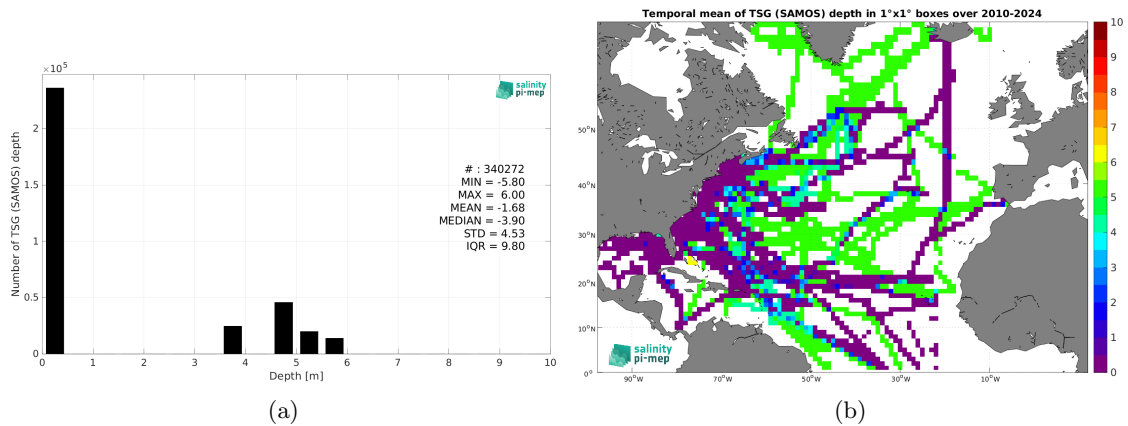 ×10⁵
2
1.5
1
0.5
0
Number of TSG (SAMOS) depth
salinity
pi-mep
# : 340272
MIN = -5.80
MAX = 6.00
MEAN = -1.68
MEDIAN = -3.90
STD = 4.53
IQR = 9.80
0 1 2 3 4 5 6 7 8 9 10
Depth [m]
(a)
Temporal mean of TSG (SAMOS) depth in 1°x1° boxes over 2010-2024
50°N
40°N
30°N
20°N
10°N
0°
90°W 70°W 50°W 30°W 10°W
salinity
pi-mep
10
9
8
7
6
5
4
3
2
1
0
(b)